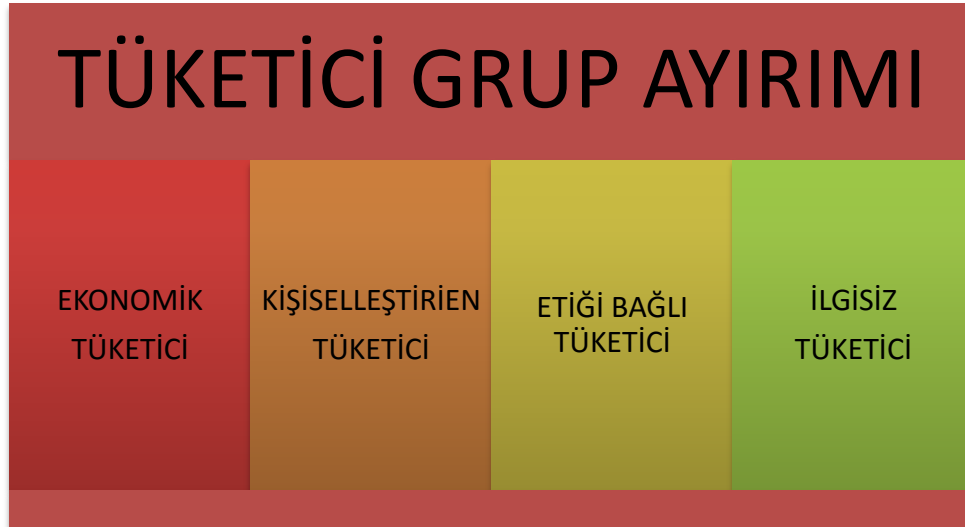 TÜKETİCİ GRUP AYIRIMI
EKONOMİK
TÜKETİCİ
KİŞİSELLEŞTİRİEN
TÜKETİCİ
ETİĞİ BAĞLI
TÜKETİCİ
İLGİSİZ
TÜKETİCİ